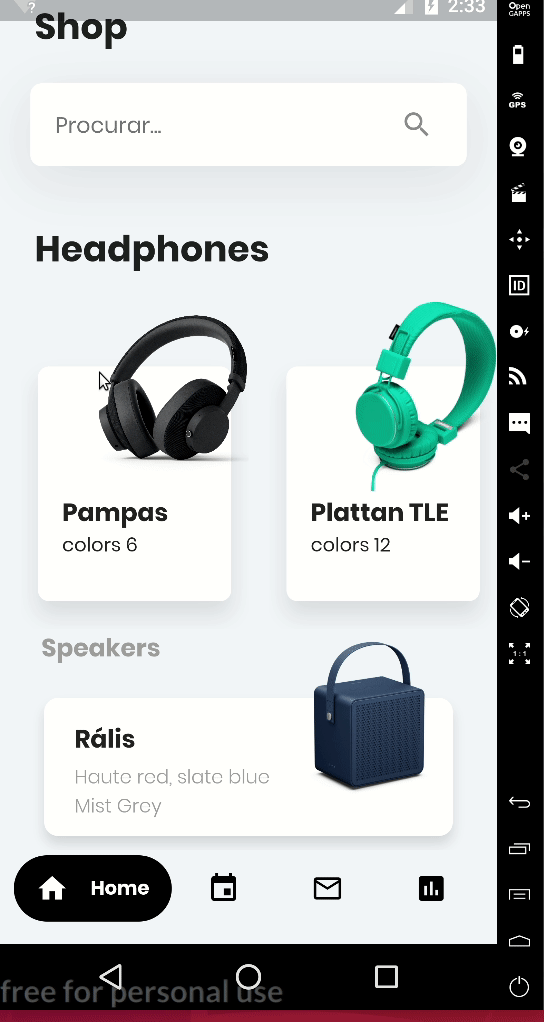 ?
2:33
Open
GAPPS
Shop
Procurar...
GPS
Headphones
ID
Pampas
colors 6
Plattan TLE
colors 12
Speakers
1:1
Rális
Haute red, slate blue
Mist Grey
Home
free for personal use